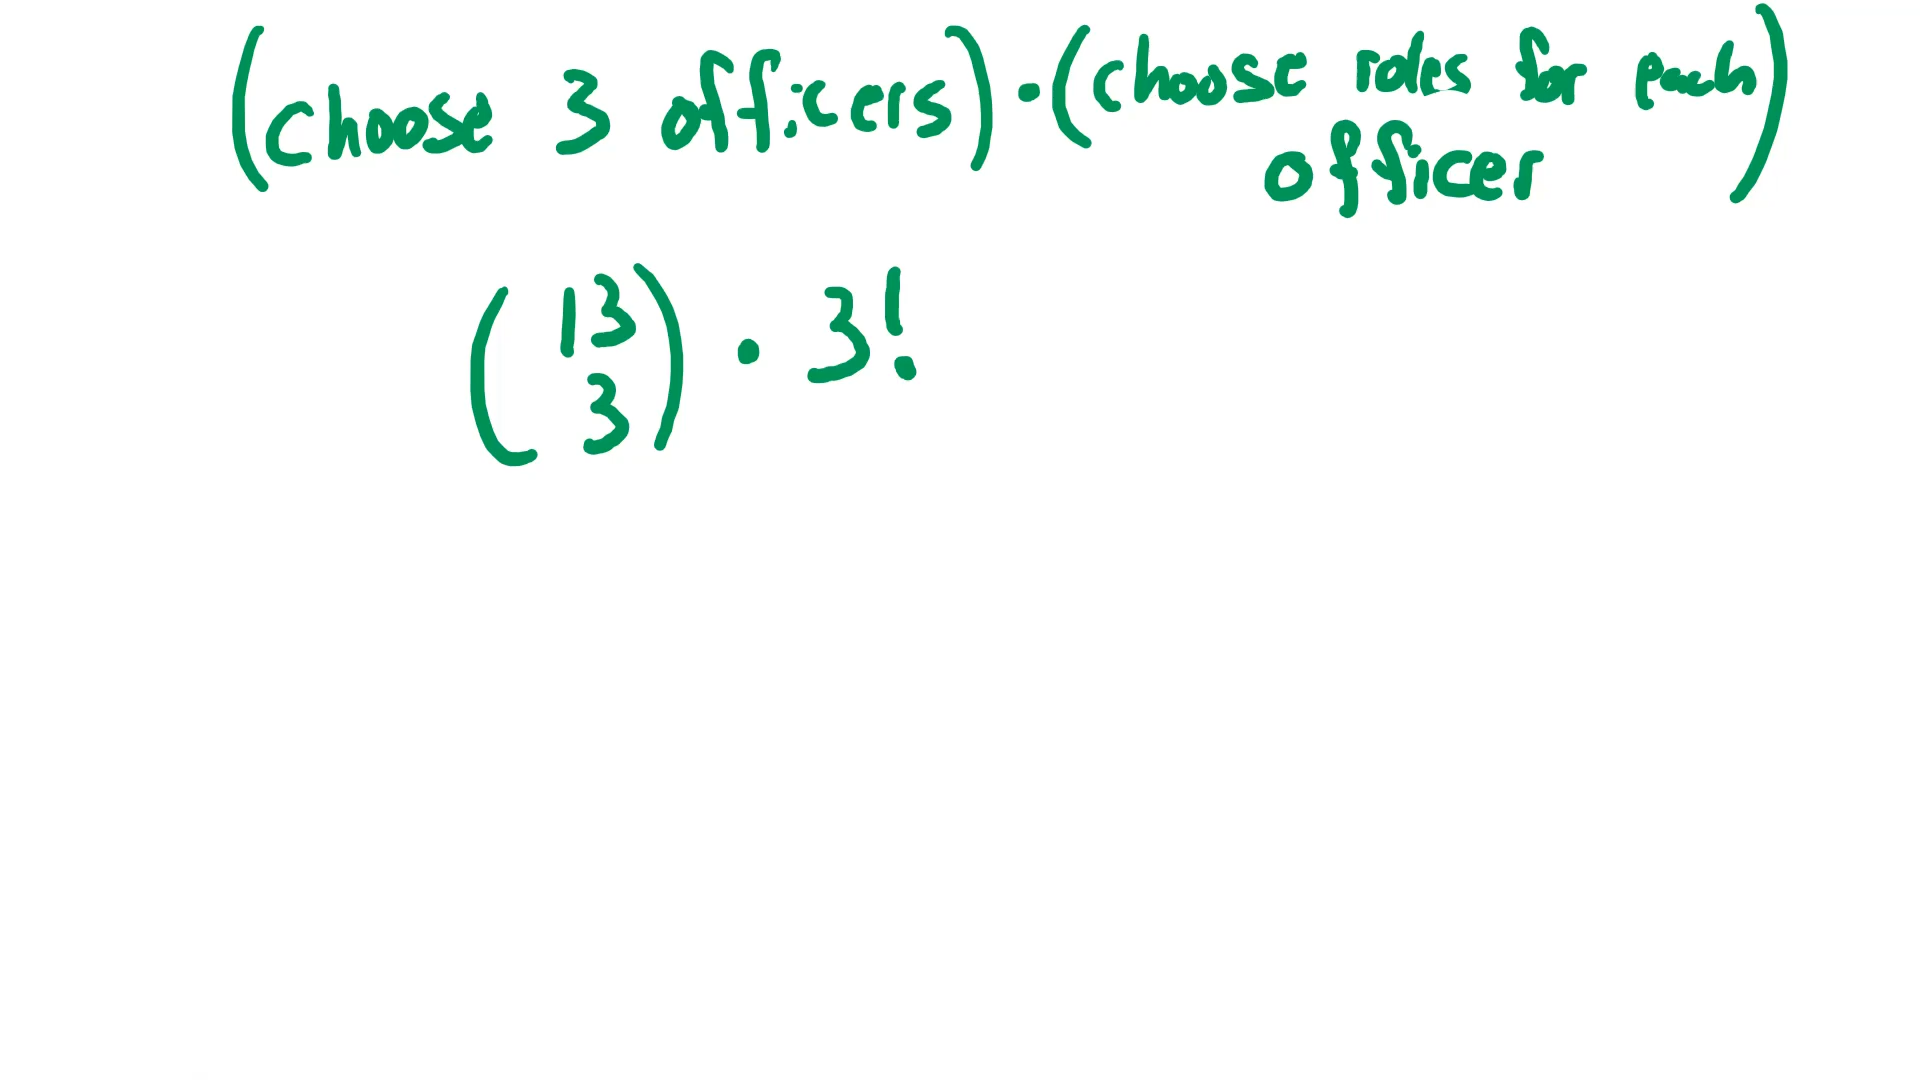 (choose 3 officers) · (choose roles for each
officer)
(13
3) · 3!